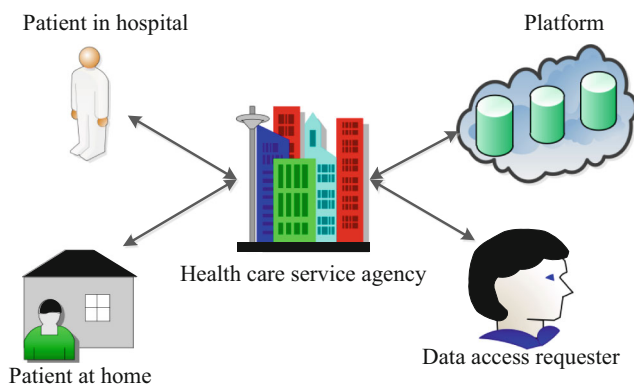 Patient in hospital
Platform
Health care service agency
Patient at home
Data access requester